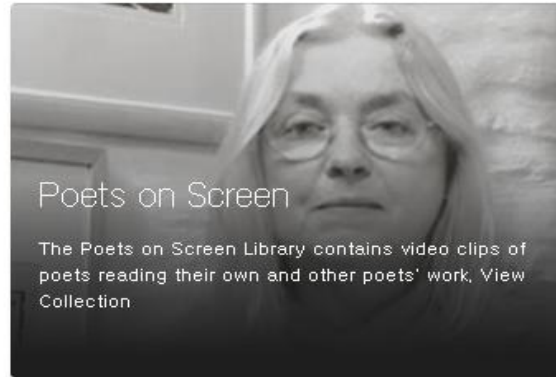 Poets on Screen
The Poets on Screen Library contains video clips of
poets reading their own and other poets' work. View
Collection